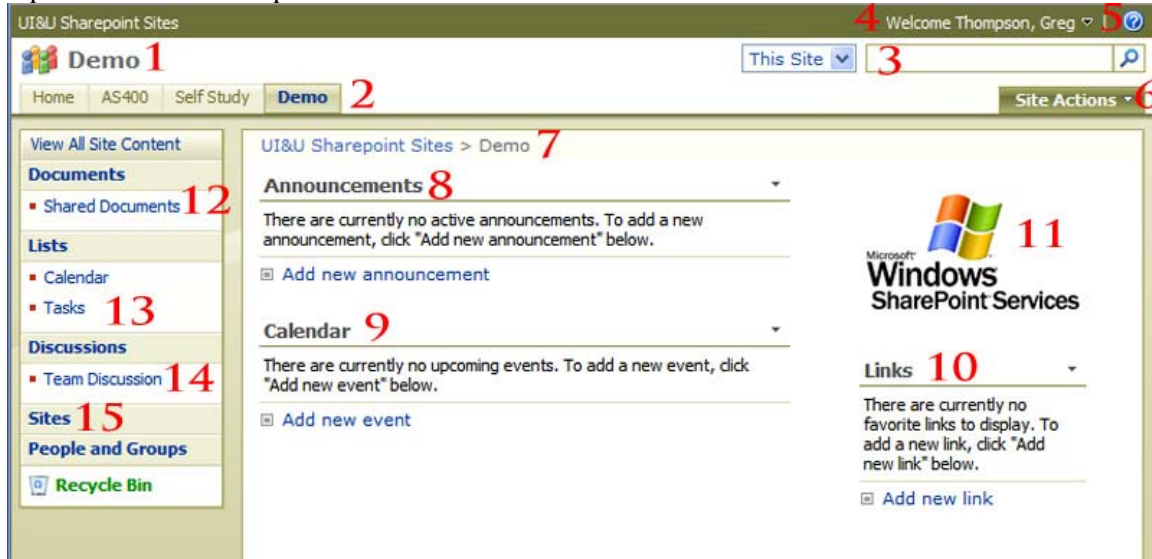 UI&U Sharepoint Sites
4 Welcome Thompson, Greg 5
Demo 1
This Site 3
Home AS400 Self Study Demo 2
Site Actions 6
View All Site Content
Documents
Shared Documents 12
Lists
Calendar
Tasks 13
Discussions
Team Discussion 14
Sites 15
People and Groups
Recycle Bin
UI&U Sharepoint Sites > Demo 7
Announcements 8
There are currently no active announcements. To add a new
announcement, click "Add new announcement" below.
Add new announcement
Calendar 9
There are currently no upcoming events. To add a new event, click
"Add new event" below.
Add new event
11
Microsoft
Windows
SharePoint Services
Links 10
There are currently no
favorite links to display. To
add a new link, click "Add
new link" below.
Add new link